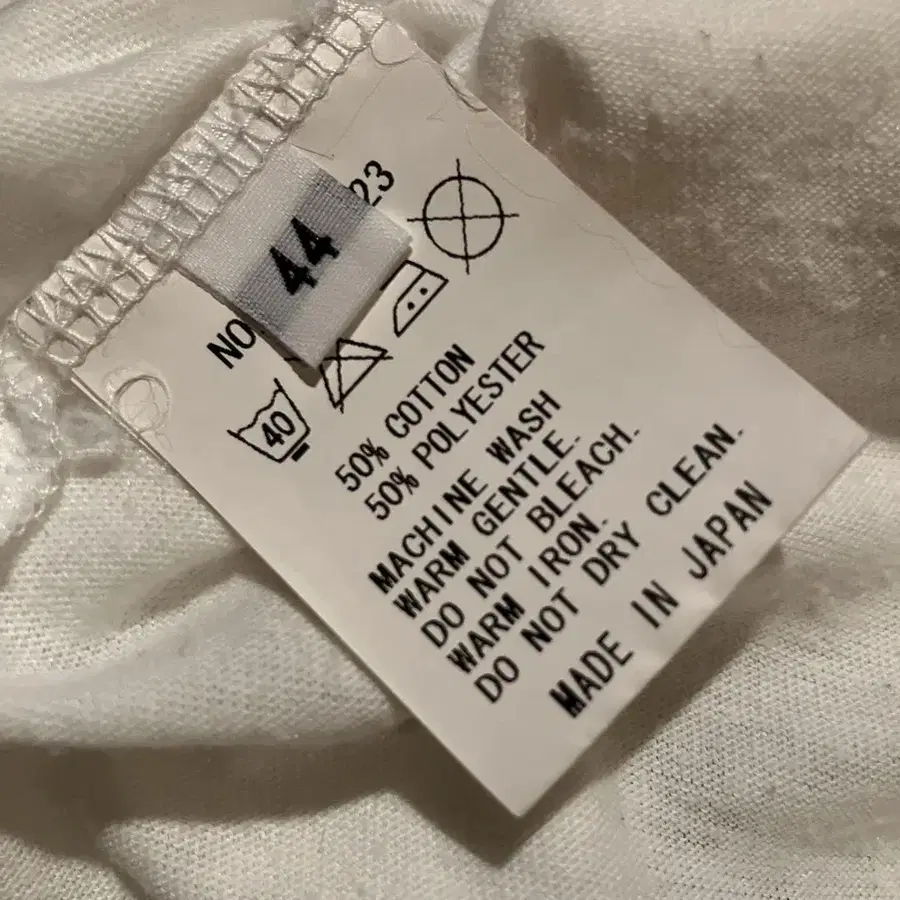 NO. 23
44
40
50% COTTON
50% POLYESTER
MACHINE WASH
WARM GENTLE.
DO NOT BLEACH.
WARM IRON.
DO NOT DRY CLEAN.
MADE IN JAPAN